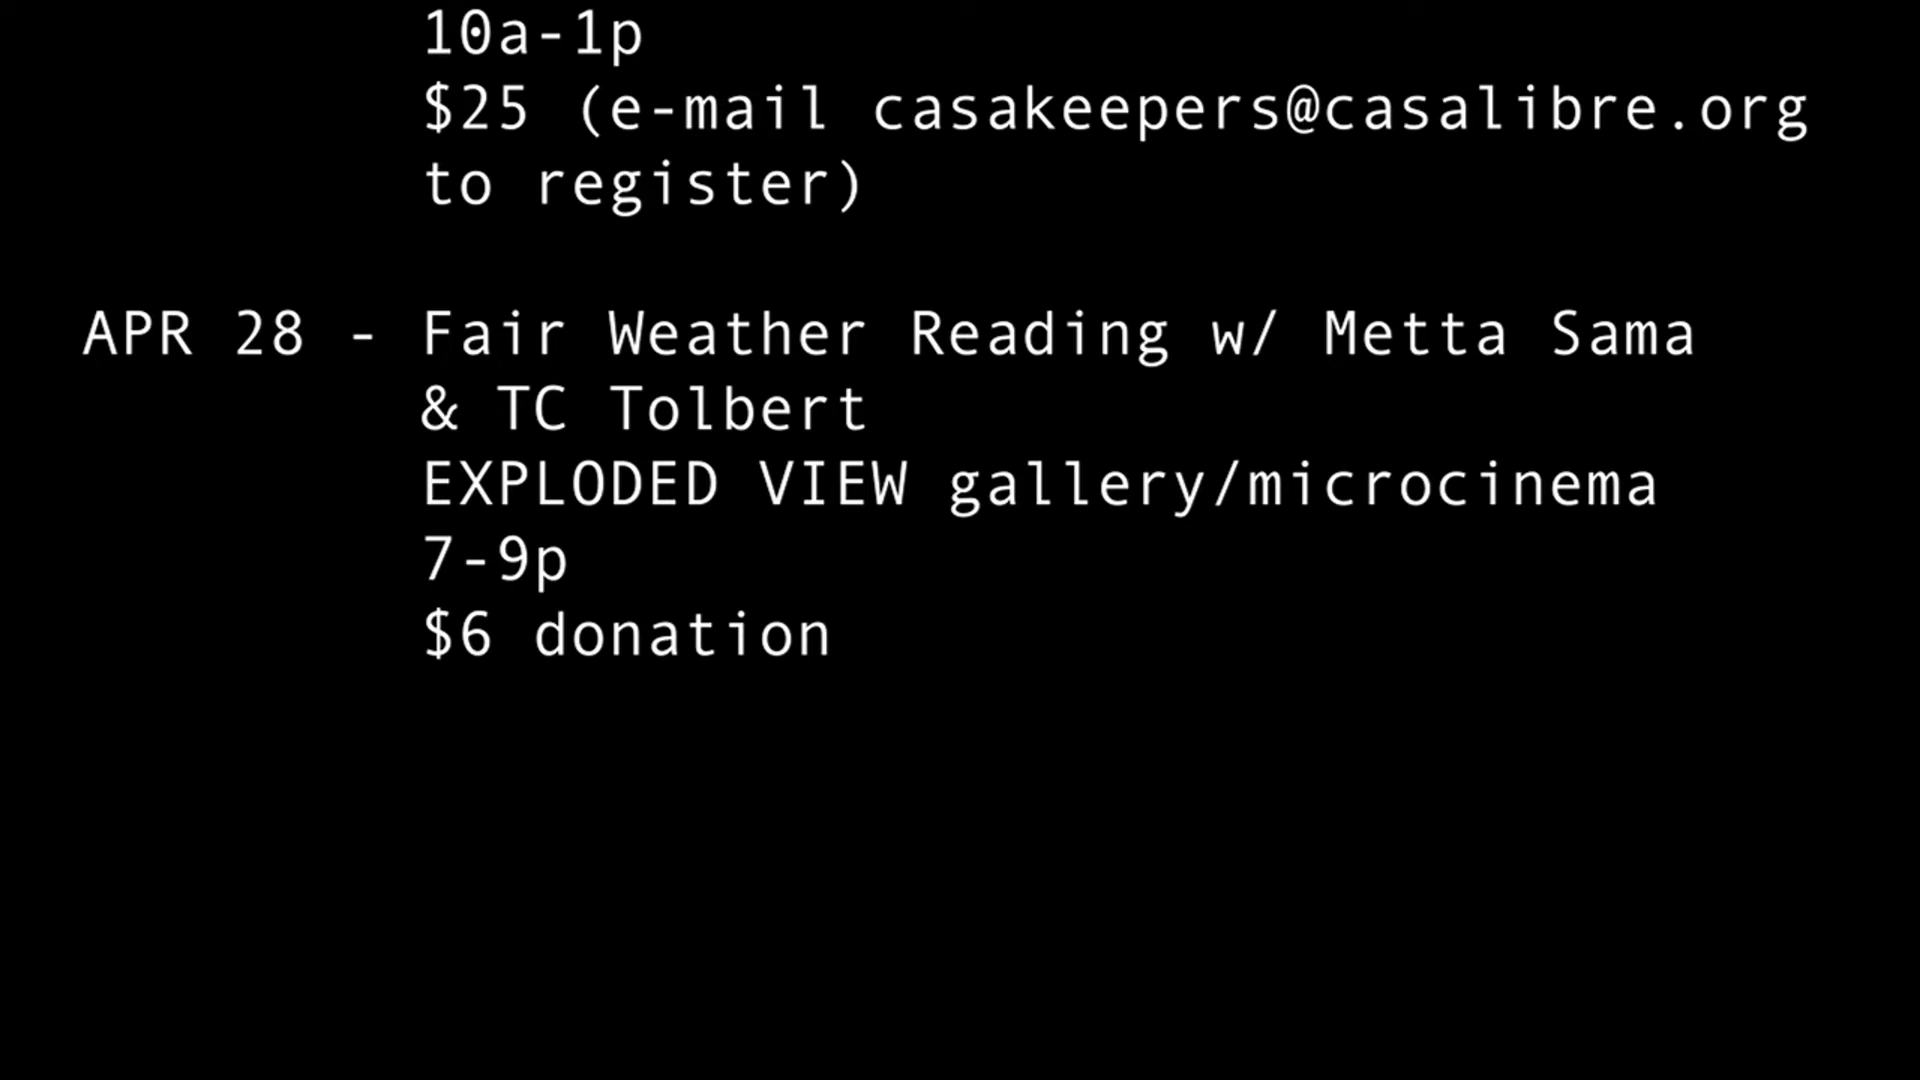 10a-1p
$25 (e-mail casakeepers@casalibre.org
to register)
APR 28 - Fair Weather Reading w/ Metta Sama
& TC Tolbert
EXPLODED VIEW gallery/microcinema
7-9p
$6 donation